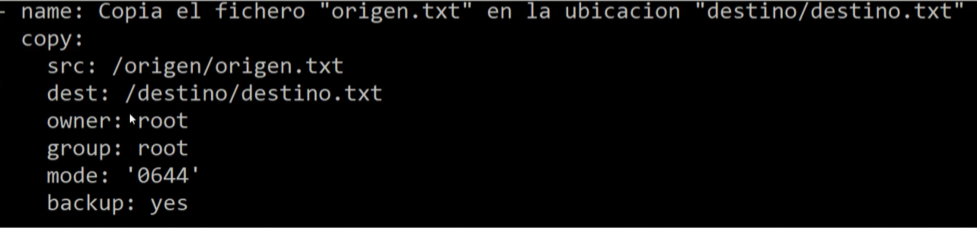 - name: Copia el fichero "origen.txt" en la ubicacion "destino/destino.txt"
copy:
src: /origen/origen.txt
dest: /destino/destino.txt
owner: root
group: root
mode: '0644'
backup: yes